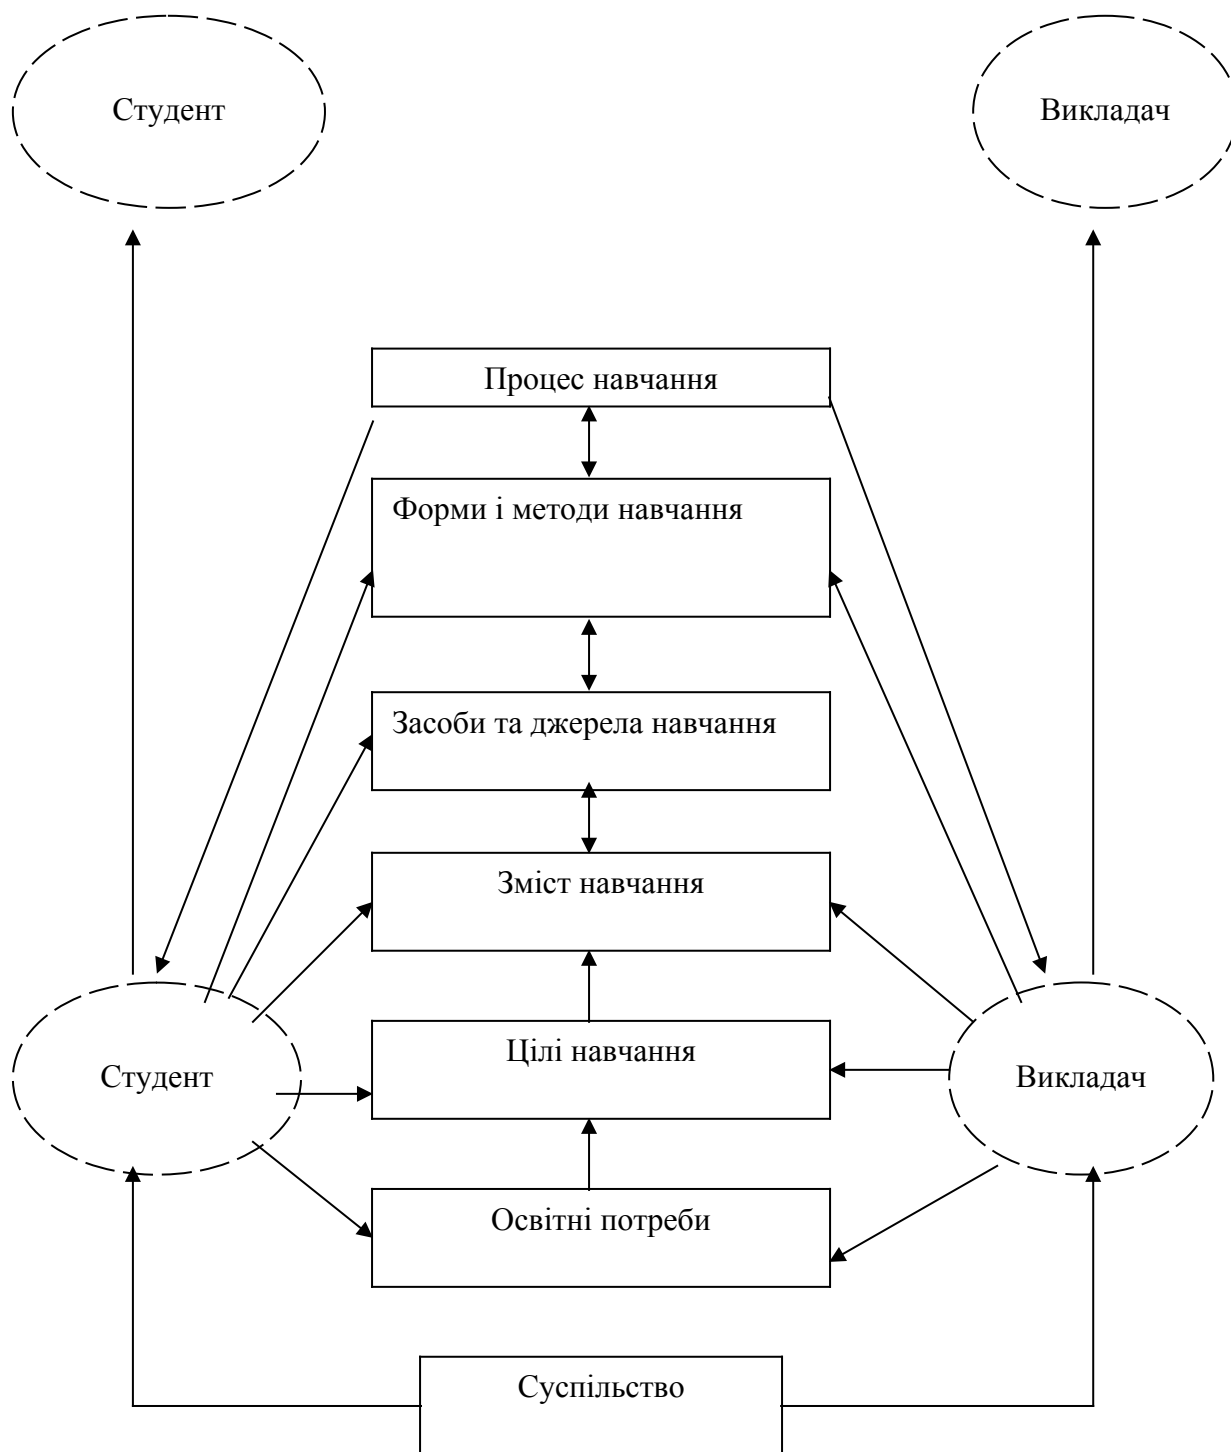 Студент
Викладач
Процес навчання
Форми і методи навчання
Засоби та джерела навчання
Зміст навчання
Цілі навчання
Студент
Викладач
Освітні потреби
Суспільство